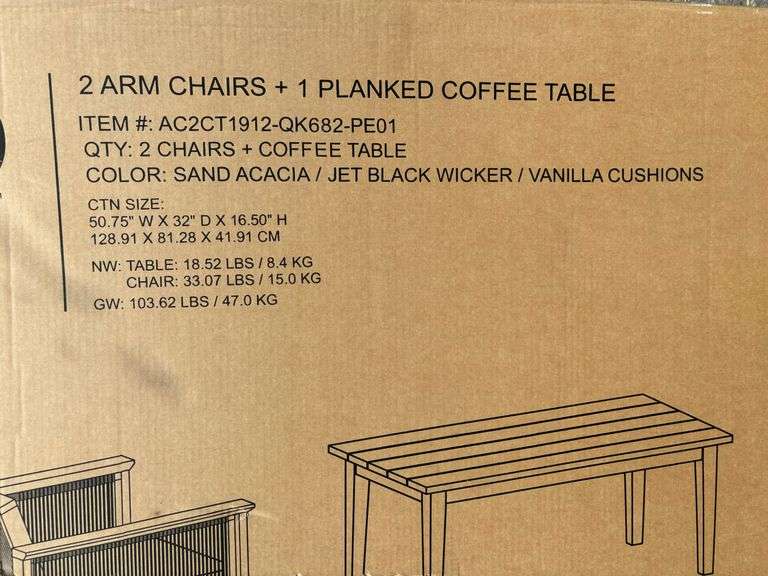 2 ARM CHAIRS + 1 PLANKED COFFEE TABLE
ITEM #: AC2CT1912-QK682-PE01
QTY: 2 CHAIRS + COFFEE TABLE
COLOR: SAND ACACIA / JET BLACK WICKER / VANILLA CUSHIONS
CTN SIZE:
50.75" W X 32" D X 16.50" H
128.91 X 81.28 X 41.91 CM
NW: TABLE: 18.52 LBS / 8.4 KG
CHAIR: 33.07 LBS / 15.0 KG
GW: 103.62 LBS / 47.0 KG